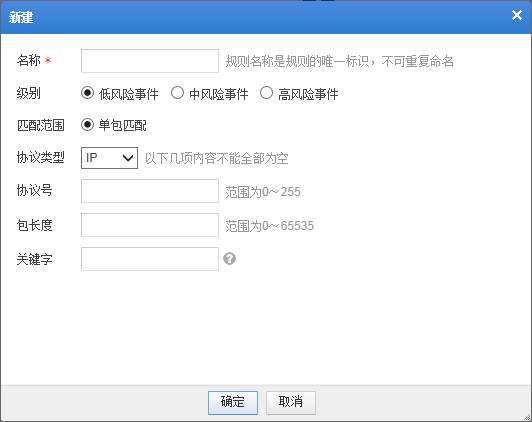 新建
名称 * 规则名称是规则的唯一标识，不可重复命名
级别 低风险事件 中风险事件 高风险事件
匹配范围 单包匹配
协议类型 IP 以下几项内容不能全部为空
协议号 范围为0～255
包长度 范围为0～65535
关键字 ?
确定 取消